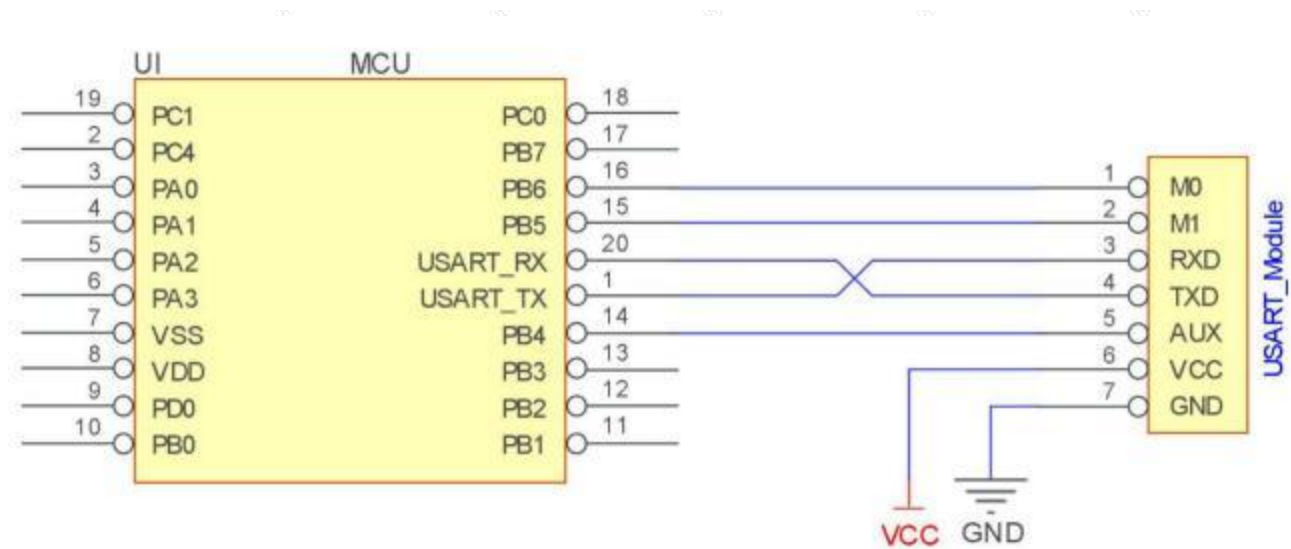 UI MCU
19 PC1 PC0 18
2 PC4 PB7 17
3 PA0 PB6 16 1 M0
4 PA1 PB5 15 2 M1
5 PA2 USART_RX 20 3 RXD
6 PA3 USART_TX 1 4 TXD
7 VSS PB4 14 5 AUX
8 VDD PB3 13 6 VCC
9 PD0 PB2 12 7 GND
10 PB0 PB1 11
USART_Module
VCC GND